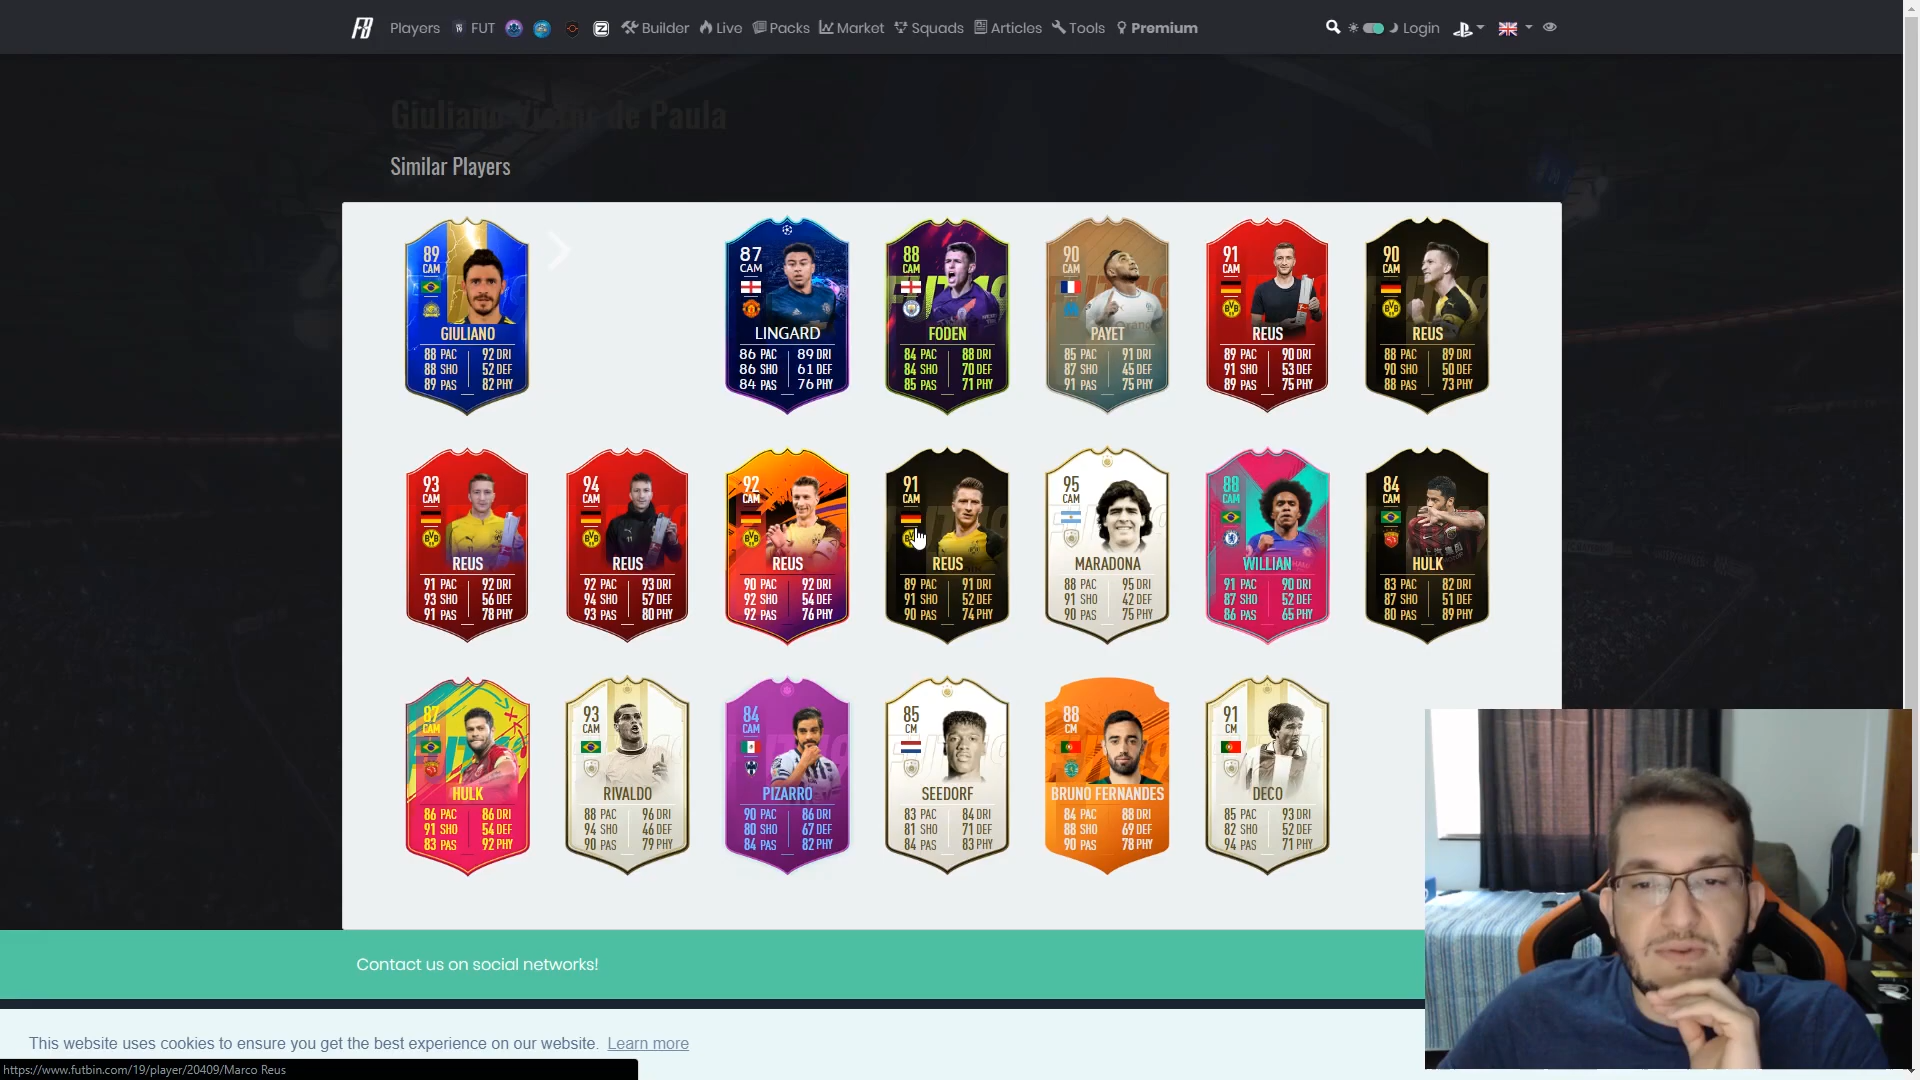 Players FUT Builder Live Packs Market Squads Articles Tools Premium Login
Giuliano Victor de Paula
Similar Players
89 CAM GIULIANO
88 PAC 92 DRI
88 SHO 52 DEF
89 PAS 82 PHY
87 CAM LINGARD
86 PAC 89 DRI
86 SHO 61 DEF
84 PAS 76 PHY
88 CAM FODEN
84 PAC 88 DRI
84 SHO 70 DEF
85 PAS 71 PHY
90 CAM PAYET
85 PAC 91 DRI
87 SHO 45 DEF
91 PAS 75 PHY
91 CAM REUS
89 PAC 90 DRI
91 SHO 53 DEF
89 PAS 75 PHY
90 CAM REUS
88 PAC 89 DRI
90 SHO 50 DEF
88 PAS 73 PHY
93 CAM REUS
91 PAC 92 DRI
93 SHO 56 DEF
91 PAS 78 PHY
94 CAM REUS
92 PAC 93 DRI
94 SHO 57 DEF
93 PAS 80 PHY
92 CAM REUS
90 PAC 92 DRI
92 SHO 54 DEF
92 PAS 76 PHY
91 CAM REUS
89 PAC 91 DRI
91 SHO 52 DEF
90 PAS 74 PHY
95 CAM MARADONA
88 PAC 95 DRI
91 SHO 42 DEF
90 PAS 75 PHY
88 CAM WILLIAN
91 PAC 90 DRI
87 SHO 52 DEF
86 PAS 65 PHY
84 CAM HULK
83 PAC 82 DRI
87 SHO 51 DEF
80 PAS 89 PHY
87 CAM HULK
86 PAC 86 DRI
91 SHO 54 DEF
83 PAS 92 PHY
93 CAM RIVALDO
88 PAC 96 DRI
94 SHO 46 DEF
90 PAS 79 PHY
84 CAM PIZARRO
90 PAC 86 DRI
80 SHO 67 DEF
84 PAS 82 PHY
85 CM SEEDORF
83 PAC 84 DRI
81 SHO 71 DEF
84 PAS 83 PHY
88 CM BRUNO FERNANDES
84 PAC 88 DRI
88 SHO 69 DEF
90 PAS 78 PHY
91 CM DECO
85 PAC 93 DRI
82 SHO 52 DEF
94 PAS 71 PHY
Contact us on social networks!
This website uses cookies to ensure you get the best experience on our website. Learn more
https://www.futbin.com/19/player/20409/Marco Reus